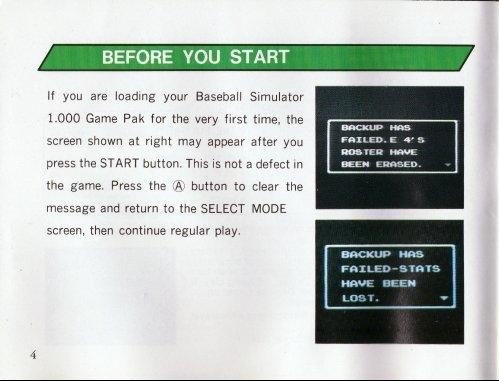 BEFORE YOU START
If you are loading your Baseball Simulator
1.000 Game Pak for the very first time, the
screen shown at right may appear after you
press the START button. This is not a defect in
the game. Press the Ⓐ button to clear the
message and return to the SELECT MODE
screen, then continue regular play.
BACKUP HAS
FAILED.E 4'S
ROSTER HAVE
BEEN ERASED.
BACKUP HAS
FAILED-STATS
HAVE BEEN
LOST.
4